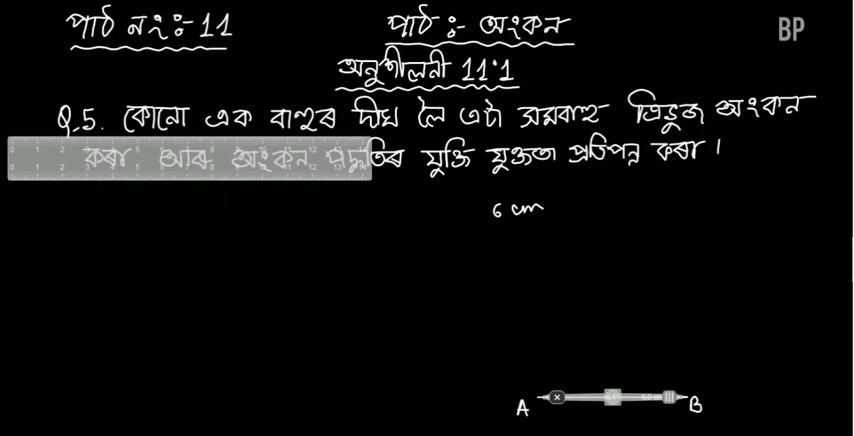 পাঠ নং:- 11 পাঠ :- অংকন BP
অনুশীলনী 11.1
Q.5. কোনো এক বাহুৰ দীঘ লৈ এটা সমবাহু ত্ৰিভুজ অংকন
কৰা আৰু অংকন পদ্ধতিৰ যুক্তি যুক্ততা প্ৰতিপন্ন কৰা ।
6 cm
A B